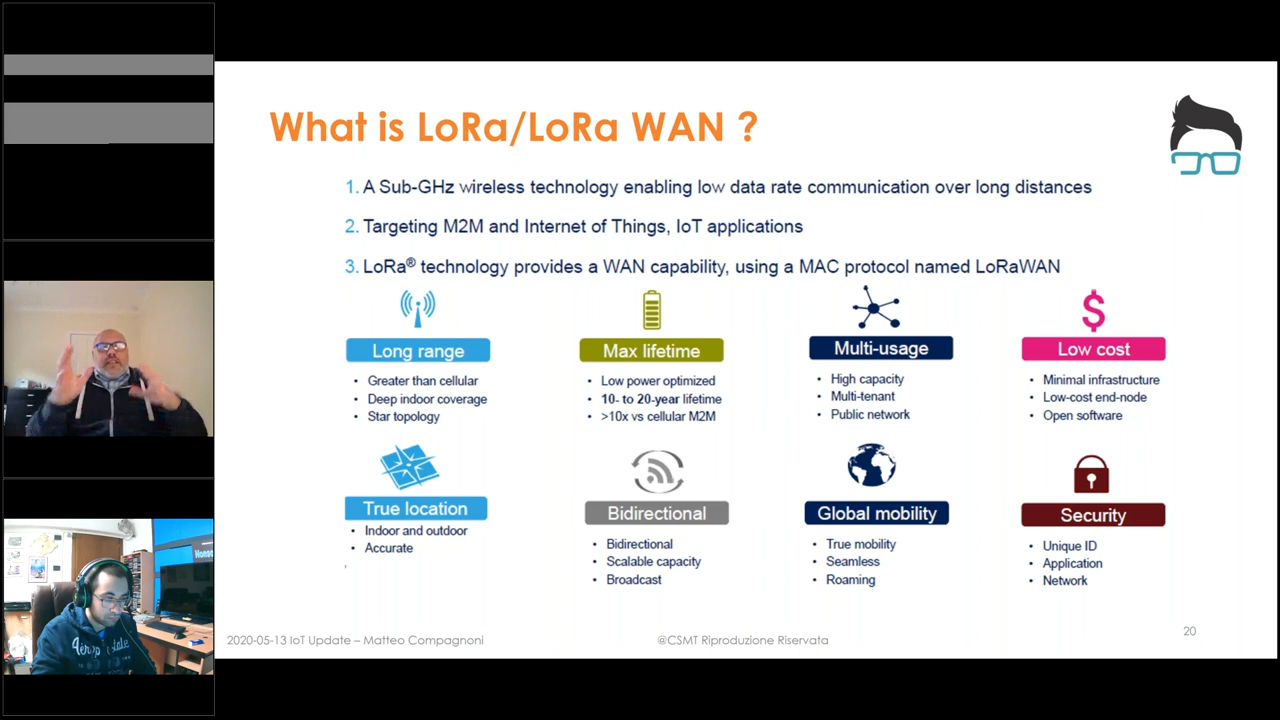 What is LoRa/LoRa WAN ?
1. A Sub-GHz wireless technology enabling low data rate communication over long distances
2. Targeting M2M and Internet of Things, IoT applications
3. LoRa® technology provides a WAN capability, using a MAC protocol named LoRaWAN
Long range
• Greater than cellular
• Deep indoor coverage
• Star topology
Max lifetime
• Low power optimized
• 10- to 20-year lifetime
• >10x vs cellular M2M
Multi-usage
• High capacity
• Multi-tenant
• Public network
$
Low cost
• Minimal infrastructure
• Low-cost end-node
• Open software
True location
• Indoor and outdoor
• Accurate
Bidirectional
• Bidirectional
• Scalable capacity
• Broadcast
Global mobility
• True mobility
• Seamless
• Roaming
Security
• Unique ID
• Application
• Network
2020-05-13 IoT Update – Matteo Compagnoni
@CSMT Riproduzione Riservata
20